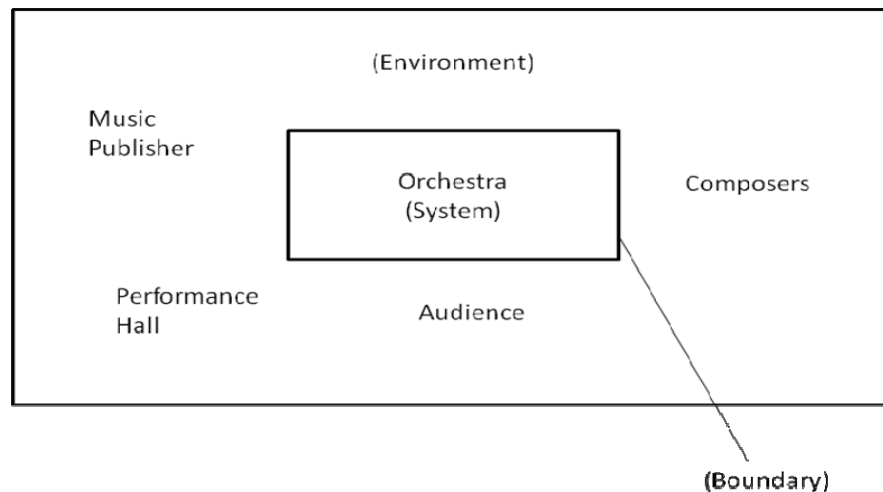 (Environment)
Music
Publisher
Orchestra
(System)
Composers
Performance
Hall
Audience
(Boundary)